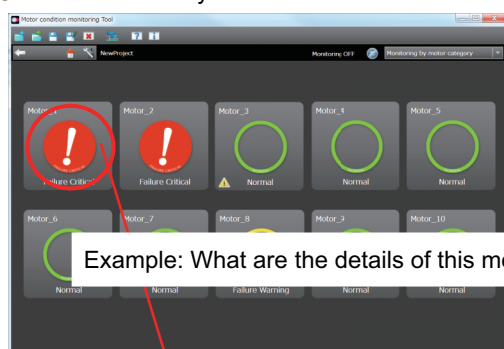 Motor condition monitoring Tool
NewProject
Monitoring OFF
Monitoring by motor category
Motor_1
Motor_2
Motor_3
Motor_4
Motor_5
Failure Critical
Failure Critical
Normal
Normal
Normal
Motor_6
Motor_7
Motor_8
Motor_9
Motor_10
Example: What are the details of this mo
Normal
Normal
Failure Warning
Normal
Normal